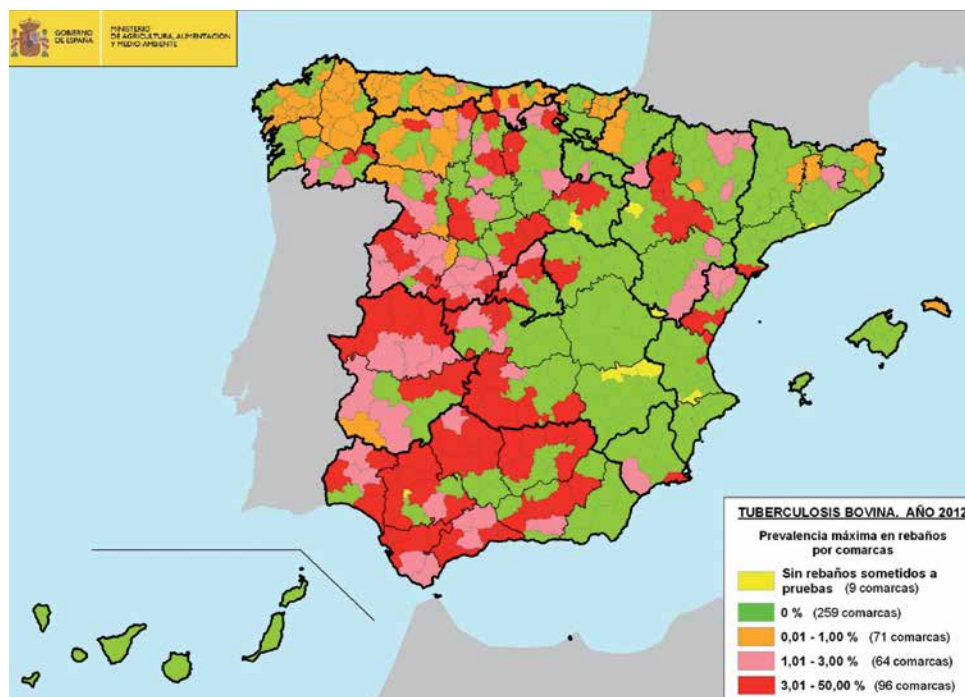 GOBIERNO
DE ESPAÑA
MINISTERIO
DE AGRICULTURA, ALIMENTACIÓN
Y MEDIO AMBIENTE
TUBERCULOSIS BOVINA. AÑO 2012
Prevalencia máxima en rebaños
por comarcas
Sin rebaños sometidos a
pruebas (9 comarcas)
0 % (259 comarcas)
0,01 - 1,00 % (71 comarcas)
1,01 - 3,00 % (64 comarcas)
3,01 - 50,00 % (96 comarcas)